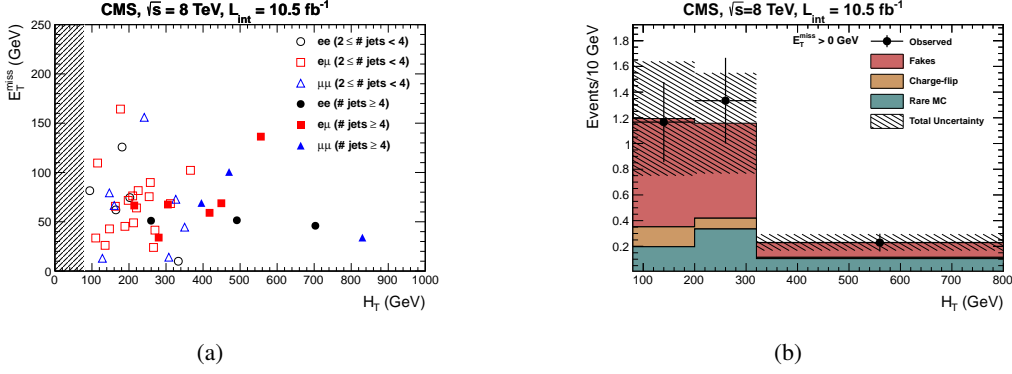 CMS, √s = 8 TeV, L_int = 10.5 fb⁻¹
E_T^miss (GeV)
250
200
150
100
50
0
ee (2 ≤ # jets < 4)
eμ (2 ≤ # jets < 4)
μμ (2 ≤ # jets < 4)
ee (# jets ≥ 4)
eμ (# jets ≥ 4)
μμ (# jets ≥ 4)
0 100 200 300 400 500 600 700 800 900 1000
H_T (GeV)
(a)
CMS, √s=8 TeV, L_int = 10.5 fb⁻¹
Events/10 GeV
1.8
1.6
1.4
1.2
1
0.8
0.6
0.4
0.2
E_T^miss > 0 GeV
Observed
Fakes
Charge-flip
Rare MC
Total Uncertainty
100 200 300 400 500 600 700 800
H_T (GeV)
(b)